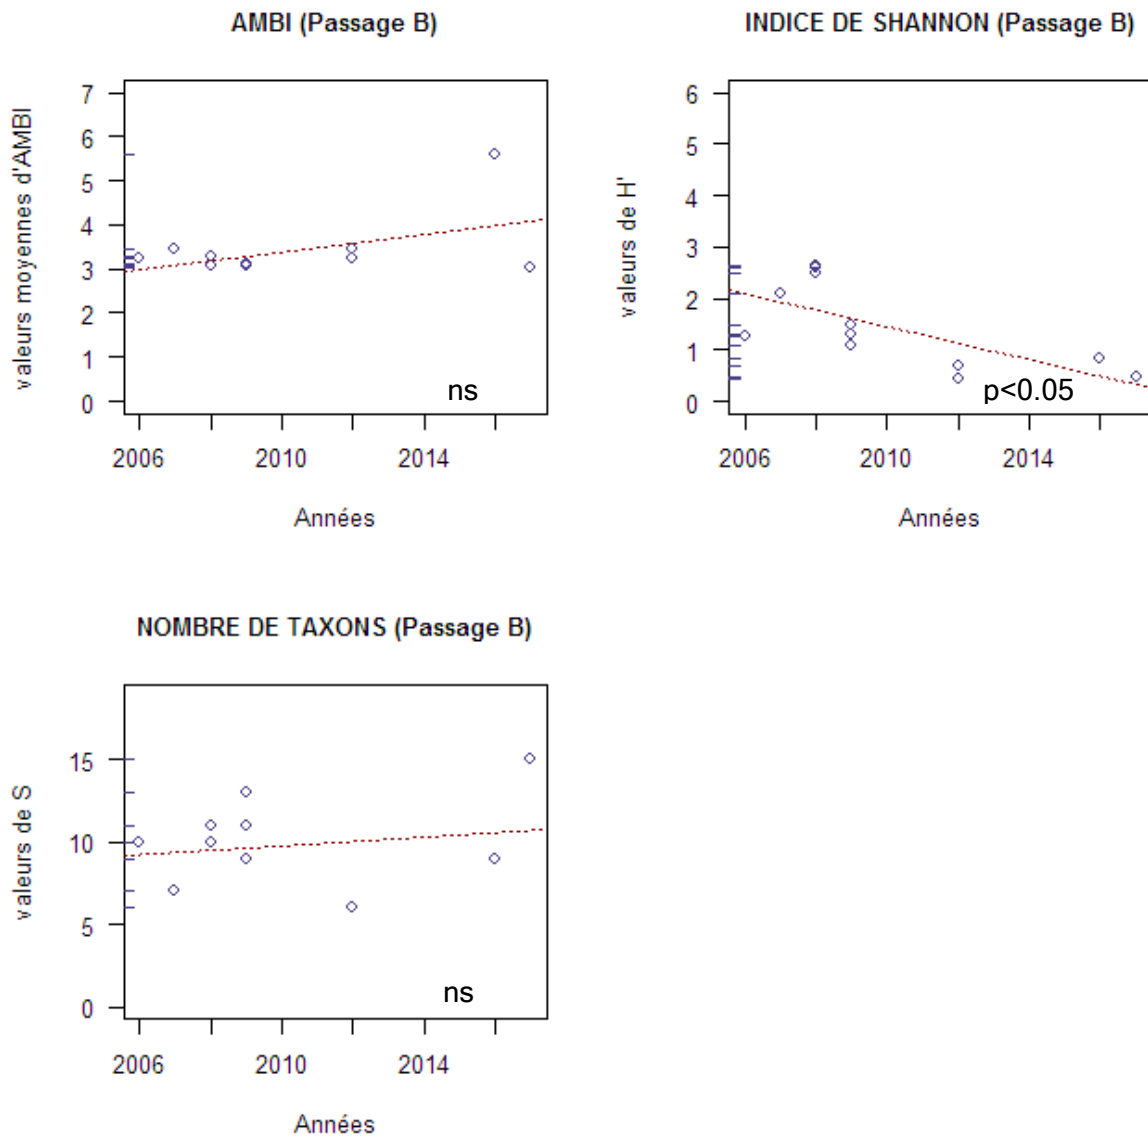 AMBI (Passage B)
valeurs moyennes d'AMBI
7
6
5
4
3
2
1
0
ns
2006 2010 2014
Années
INDICE DE SHANNON (Passage B)
valeurs de H'
6
5
4
3
2
1
0
p<0.05
2006 2010 2014
Années
NOMBRE DE TAXONS (Passage B)
valeurs de S
15
10
5
0
ns
2006 2010 2014
Années